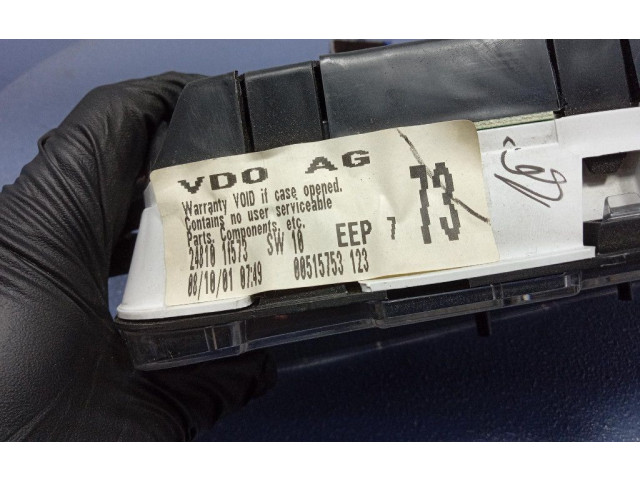 VDO AG
Warranty VOID if case opened.
Contains no user serviceable
Parts, Components, etc.
24810 1F573 SW 10 EEP 7 73
08/10/01 07:49 00515753 123